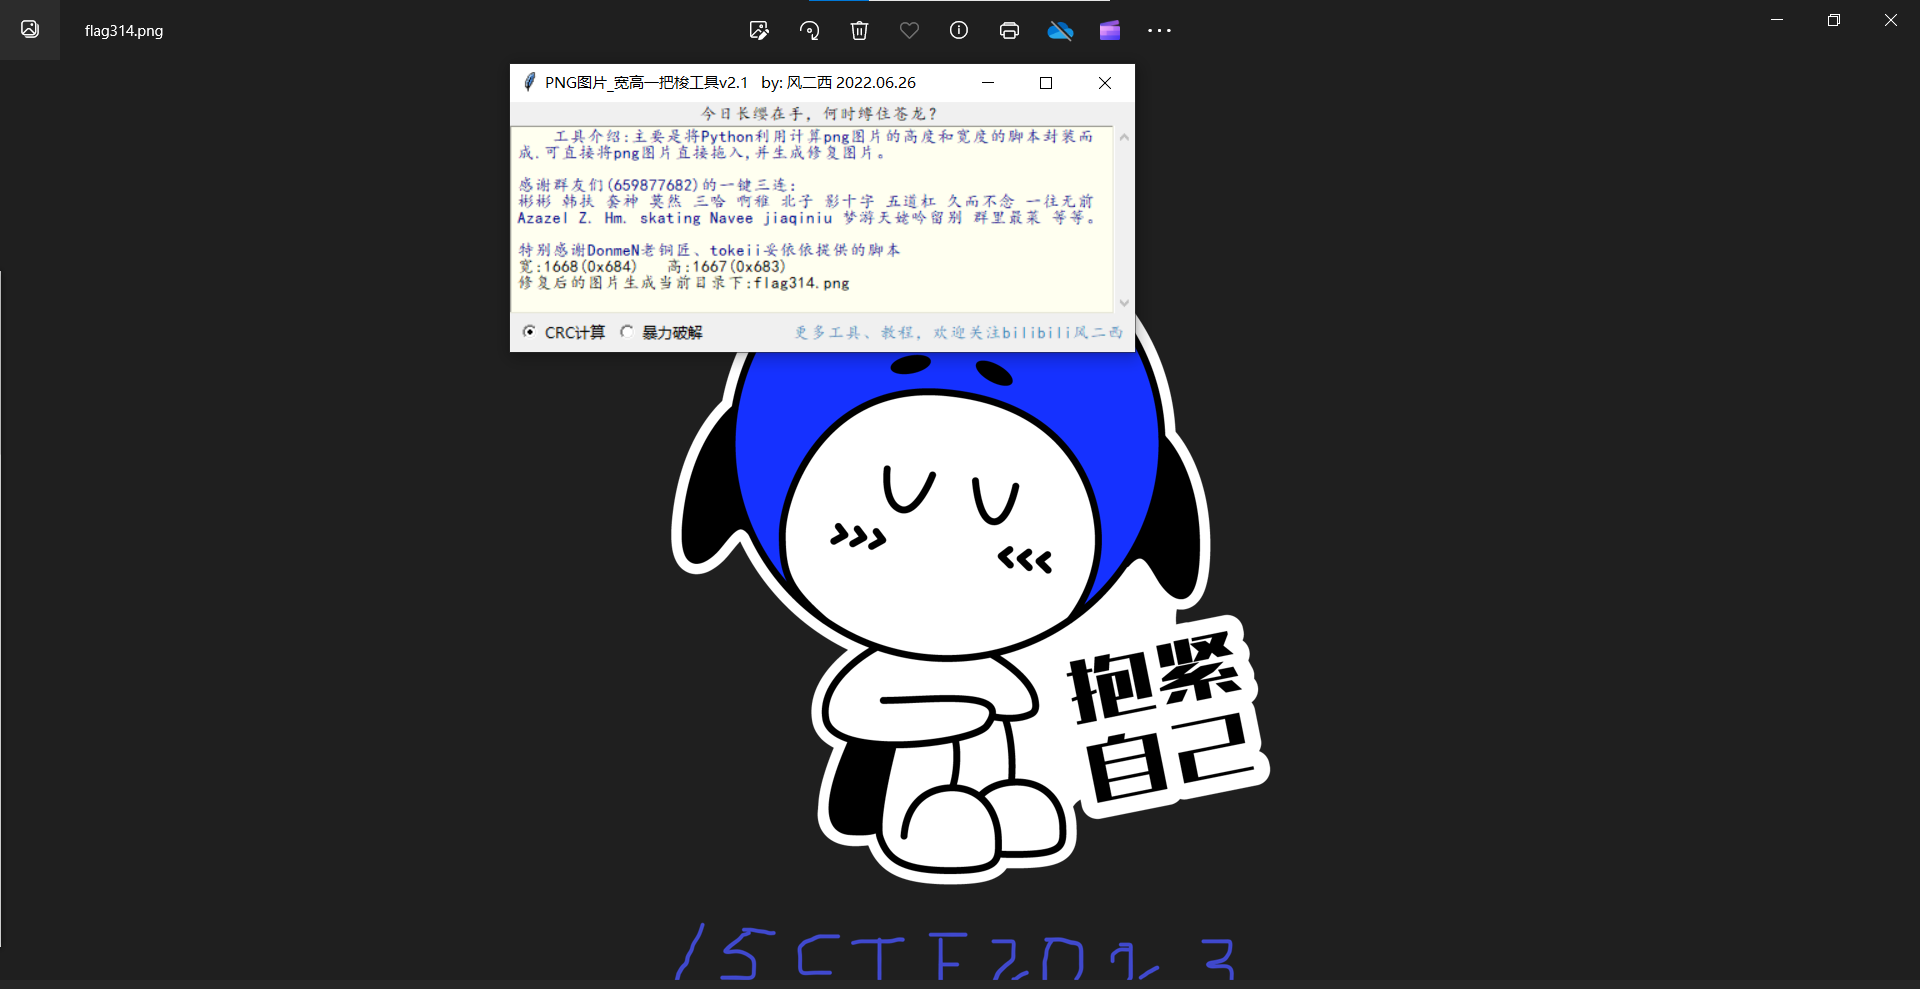 flag314.png
PNG图片_宽高一把梭工具v2.1 by: 风二西 2022.06.26
今日长缨在手，何时缚住苍龙?
工具介绍:主要是将Python利用计算png图片的高度和宽度的脚本封装而
成.可直接将png图片直接拖入,并生成修复图片。
感谢群友们(659877682)的一键三连:
彬彬 韩扶 套神 莫然 三哈 啊稚 北子 影十字 五道杠 久而不念 一往无前
Azazel Z. Hm. skating Navee jiaqiniu 梦游天姥吟留别 群里最菜 等等。
特别感谢DonmeN老铜匠、tokeii妥依依提供的脚本
宽:1668(0x684) 高:1667(0x683)
修复后的图片生成当前目录下:flag314.png
CRC计算 暴力破解 更多工具、教程，欢迎关注bilibili风二西
抱紧
自己
15CTF2023